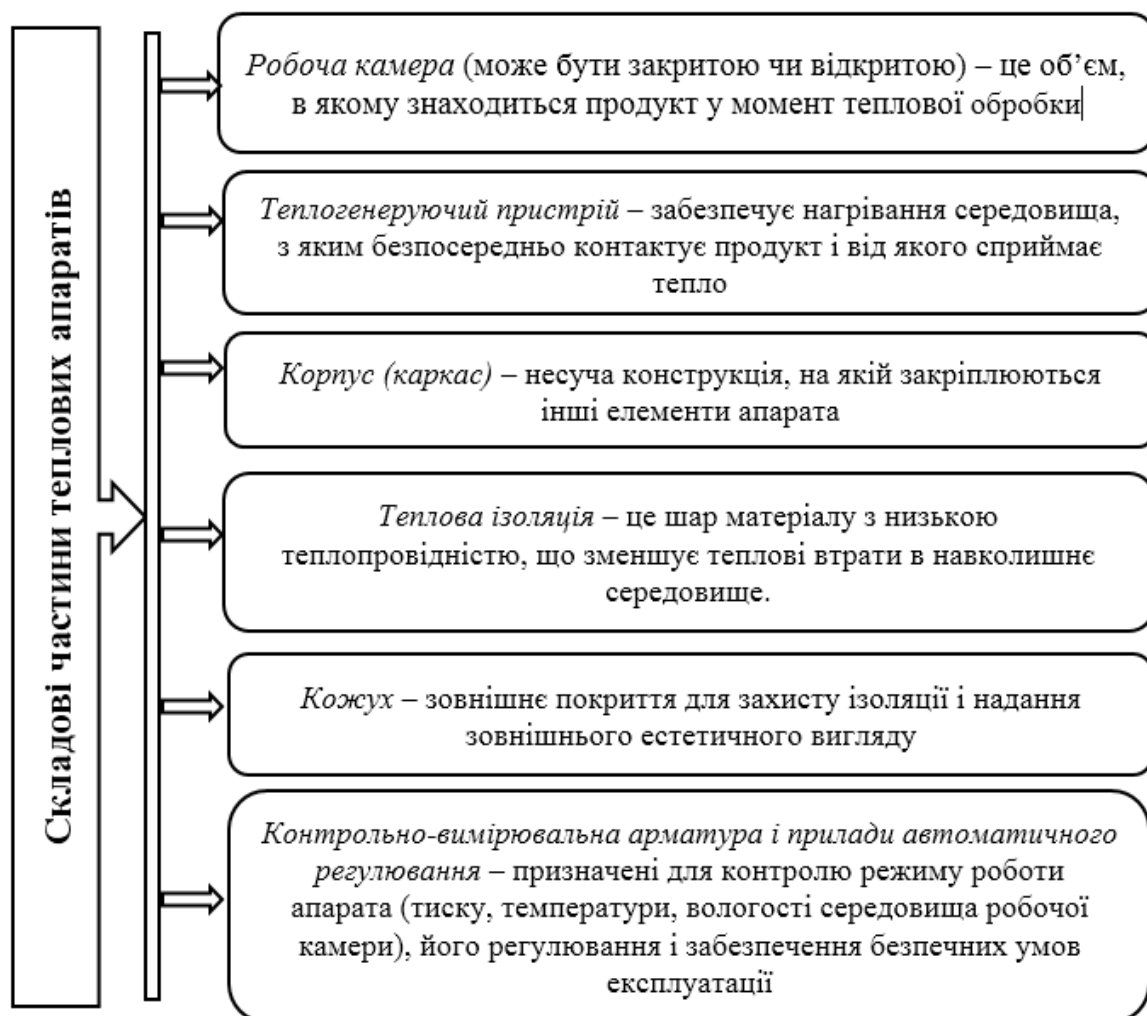 Складові частини теплових апаратів
Робоча камера (може бути закритою чи відкритою) – це об’єм,
в якому знаходиться продукт у момент теплової обробки
Теплогенеруючий пристрій – забезпечує нагрівання середовища,
з яким безпосередньо контактує продукт і від якого сприймає
тепло
Корпус (каркас) – несуча конструкція, на якій закріплюються
інші елементи апарата
Теплова ізоляція – це шар матеріалу з низькою
теплопровідністю, що зменшує теплові втрати в навколишнє
середовище.
Кожух – зовнішнє покриття для захисту ізоляції і надання
зовнішнього естетичного вигляду
Контрольно-вимірювальна арматура і прилади автоматичного
регулювання – призначені для контролю режиму роботи
апарата (тиску, температури, вологості середовища робочої
камери), його регулювання і забезпечення безпечних умов
експлуатації